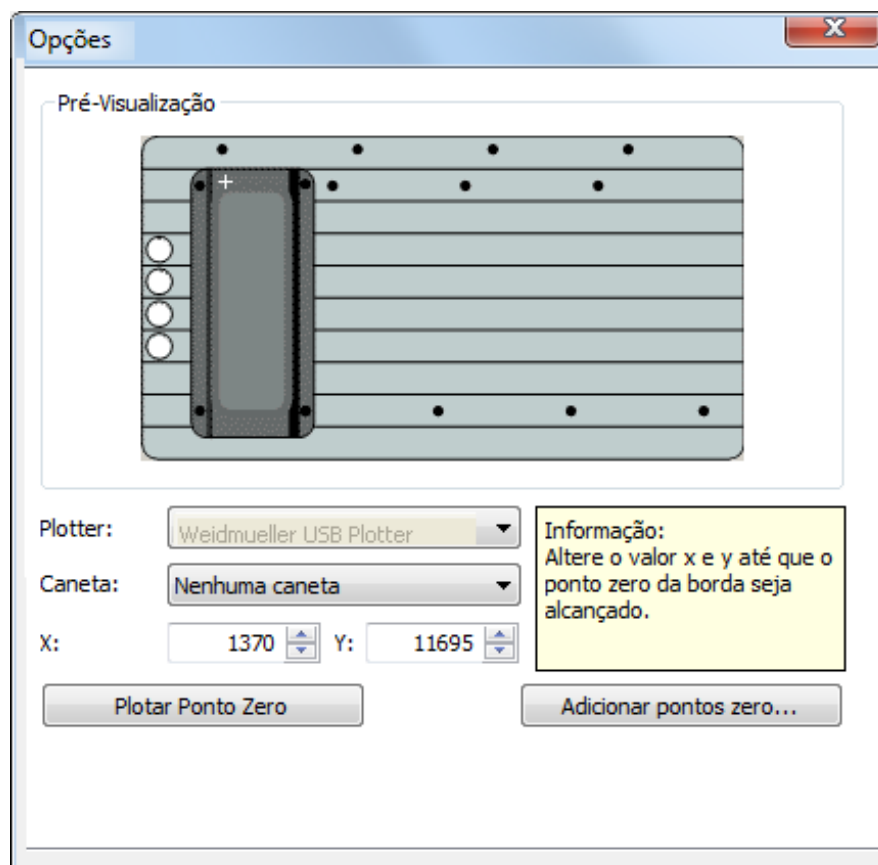 Opções
Pré-Visualização
Plotter:
Weidmueller USB Plotter
Caneta:
Nenhuma caneta
X:
1370
Y:
11695
Informação:
Altere o valor x e y até que o
ponto zero da borda seja
alcançado.
Plotar Ponto Zero
Adicionar pontos zero...